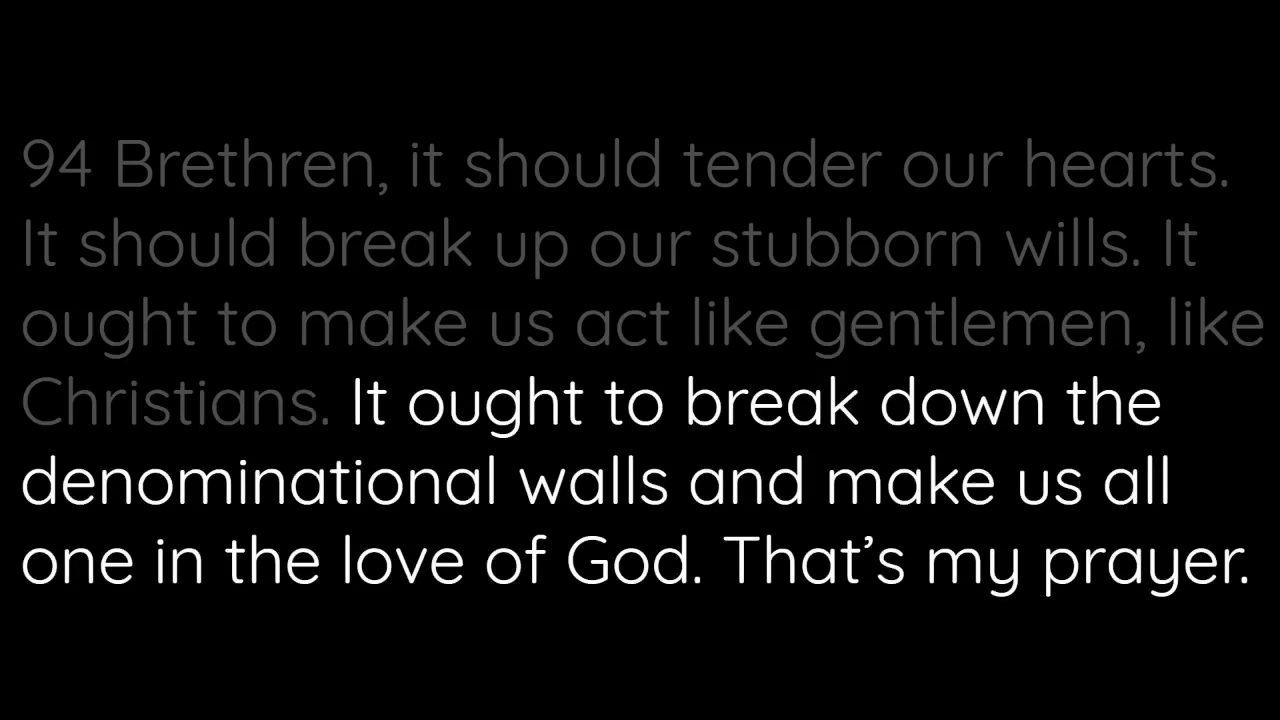 94 Brethren, it should tender our hearts.
It should break up our stubborn wills. It
ought to make us act like gentlemen, like
Christians. It ought to break down the
denominational walls and make us all
one in the love of God. That’s my prayer.